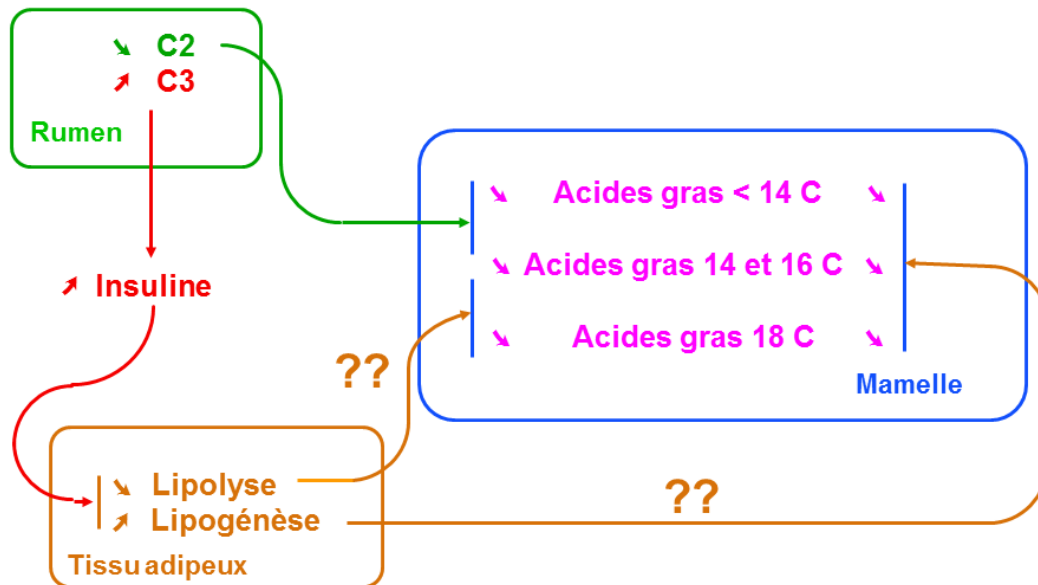 C2
C3
Rumen
Insuline
Acides gras < 14 C
Acides gras 14 et 16 C
Acides gras 18 C
Mamelle
??
Lipolyse
Lipogénèse
??
Tissu adipeux